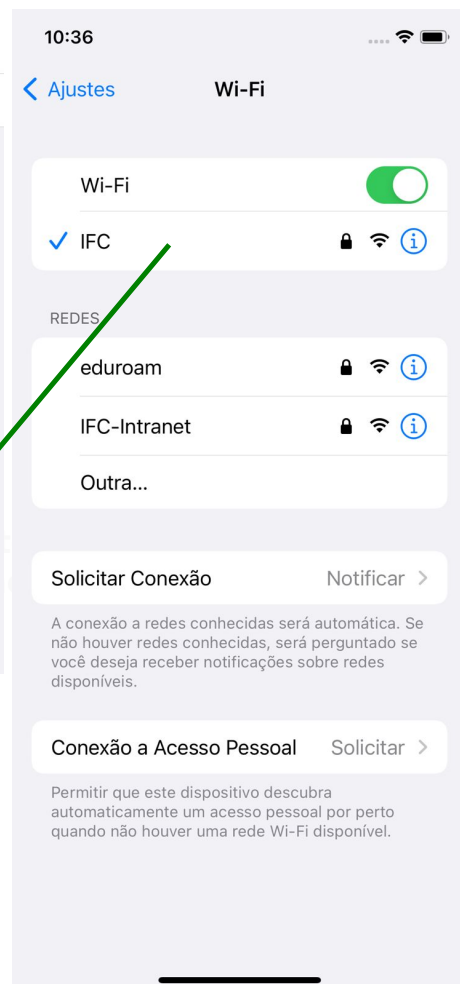 10:36
Ajustes
Wi-Fi
Wi-Fi
IFC
REDES
eduroam
IFC-Intranet
Outra...
Solicitar Conexão Notificar
A conexão a redes conhecidas será automática. Se
não houver redes conhecidas, será perguntado se
você deseja receber notificações sobre redes
disponíveis.
Conexão a Acesso Pessoal Solicitar
Permitir que este dispositivo descubra
automaticamente um acesso pessoal por perto
quando não houver uma rede Wi-Fi disponível.